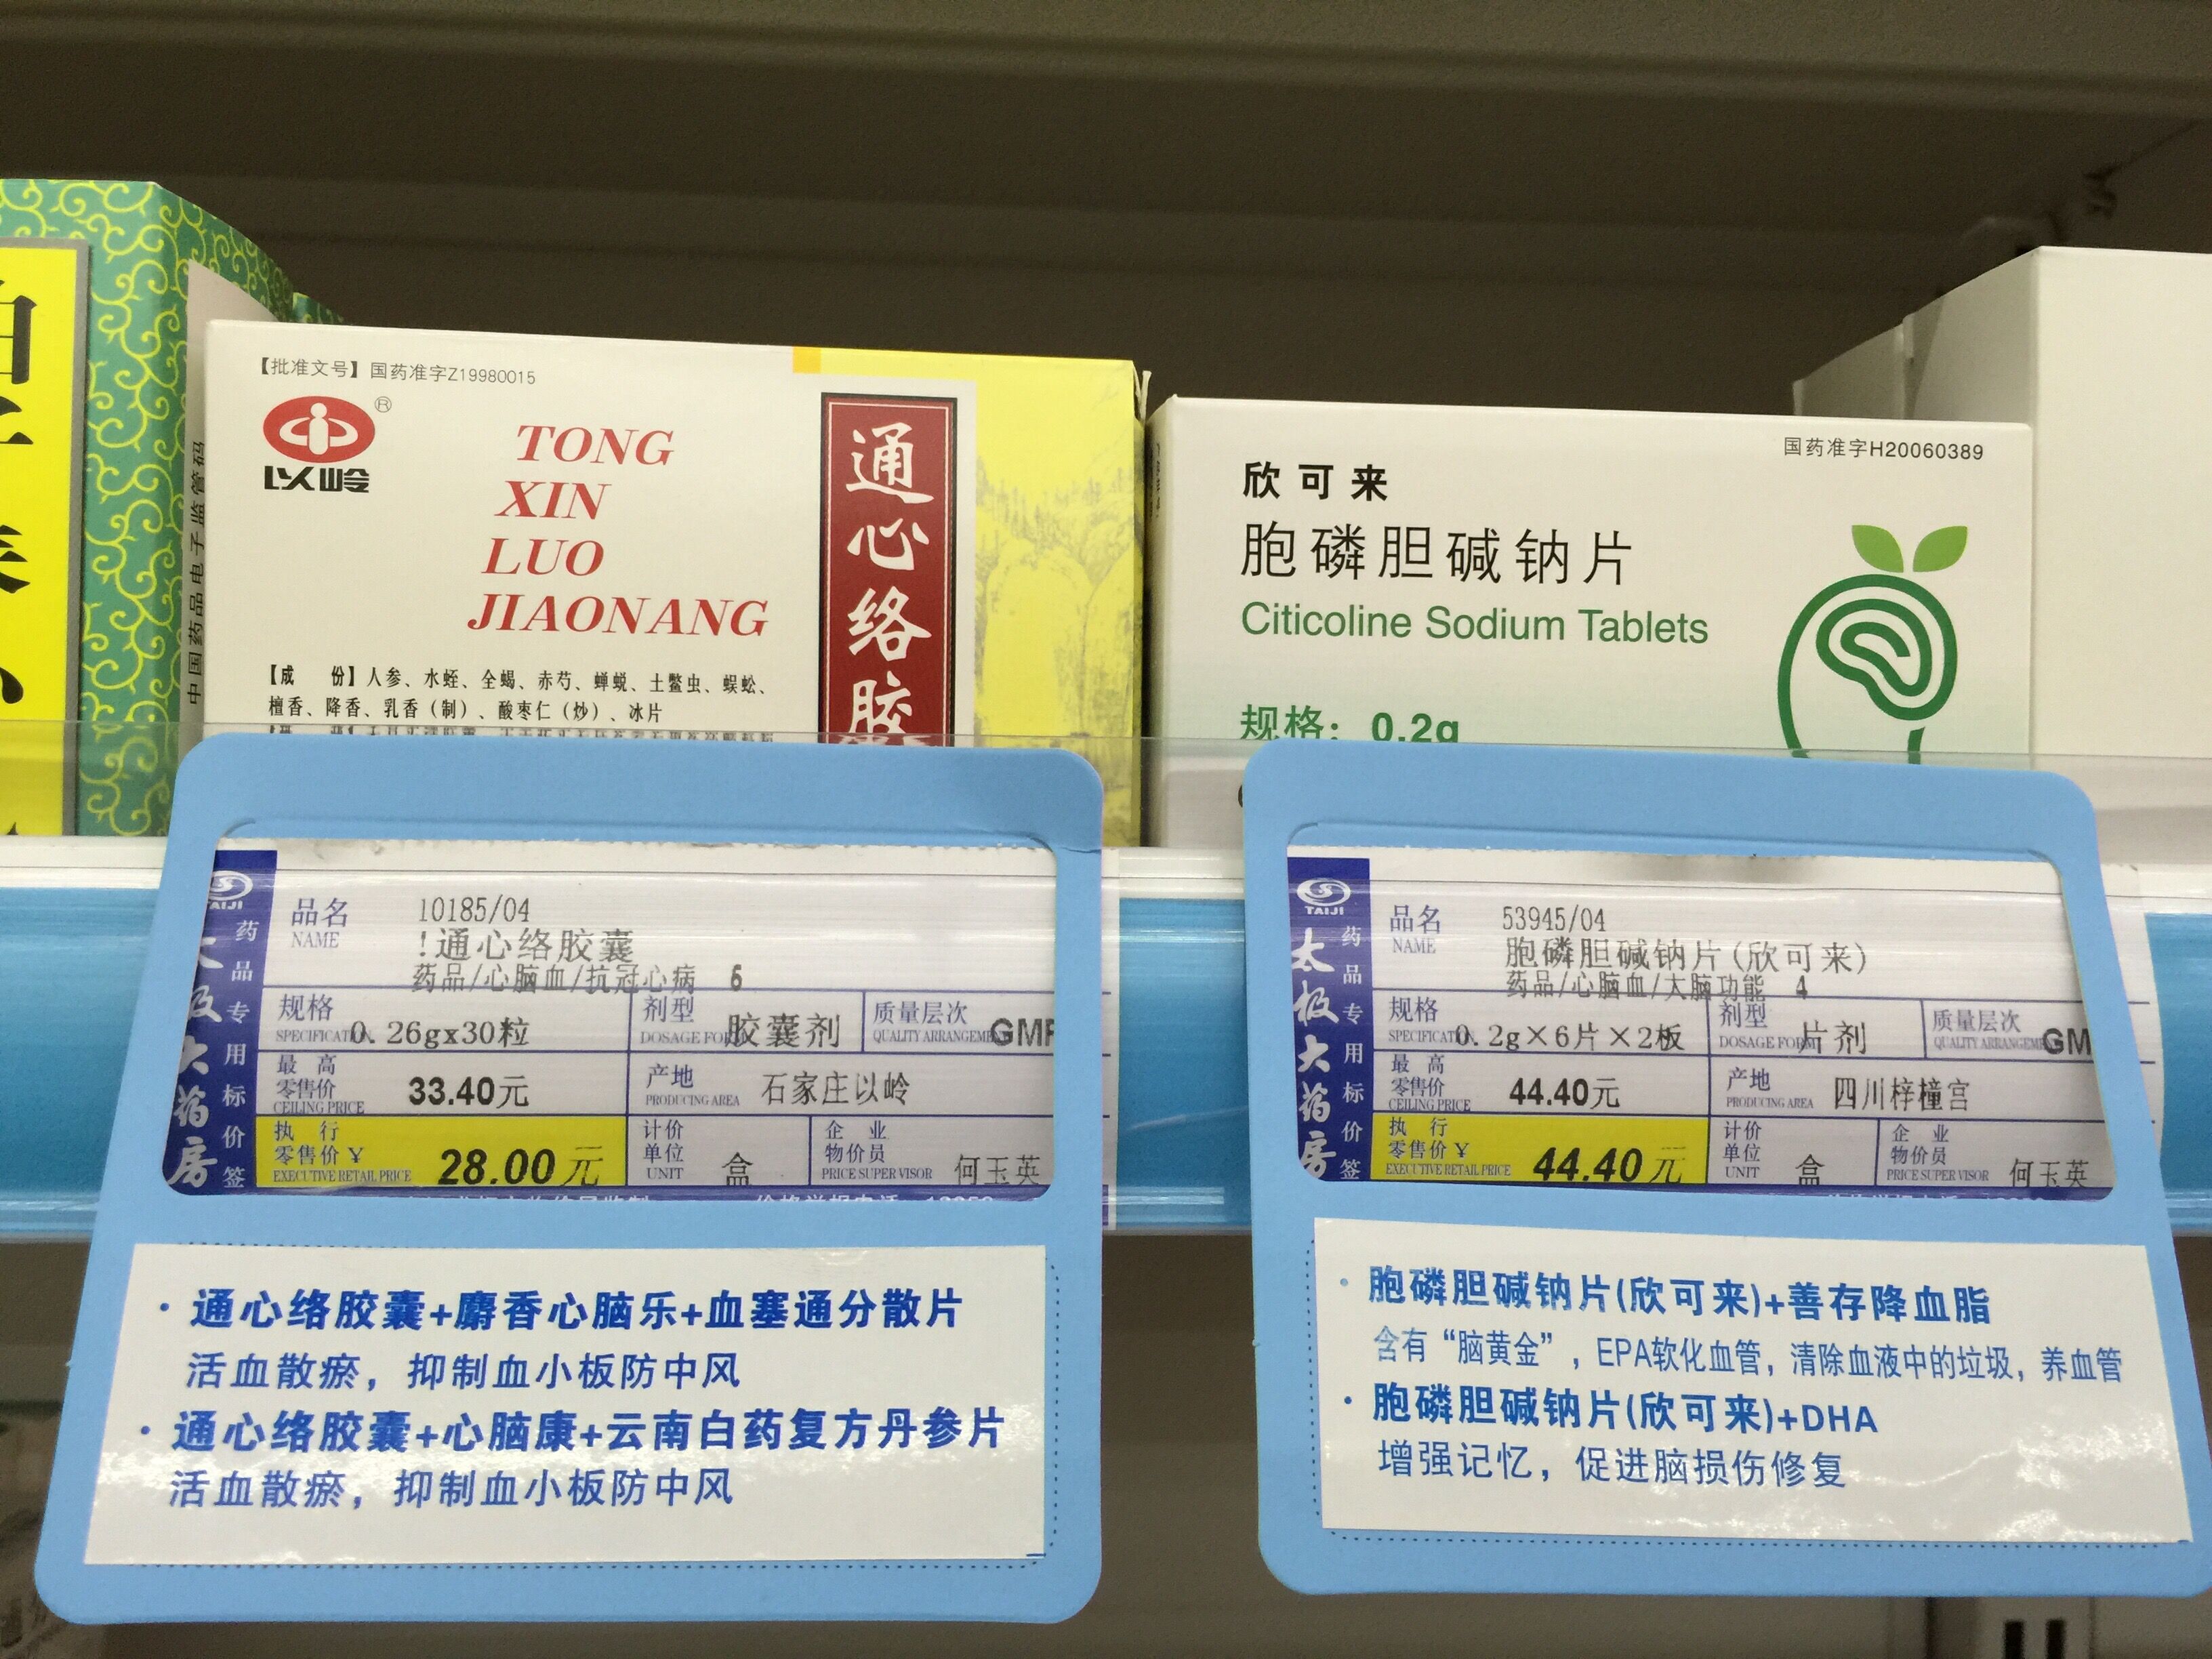 【批准文号】国药准字Z19980015
以岭
TONG
XIN
LUO
JIAONANG
通心络胶
【成 份】人参、水蛭、全蝎、赤芍、蝉蜕、土鳖虫、蜈蚣、
檀香、降香、乳香（制）、酸枣仁（炒）、冰片
中国药品电子监管码
国药准字H20060389
欣可来
胞磷胆碱钠片
Citicoline Sodium Tablets
规格：0.2g
TAIJI
大药房
药品专用标价签
品名 10185/04
NAME
!通心络胶囊
药品/心脑血/抗冠心病 6
规格 0.26gx30粒
剂型 胶囊剂
DOSAGE FOR
质量层次
QUALITY ARRANGEME
最高
零售价 33.40元
CEILING PRICE
产地 石家庄以岭
PRODUCING AREA
执行
零售价￥ 28.00元
EXECUTIVE RETAIL PRICE
计价
单位 盒
UNIT
企业
物价员 何玉英
PRICE SUPERVISOR
·通心络胶囊+麝香心脑乐+血塞通分散片
活血散瘀，抑制血小板防中风
·通心络胶囊+心脑康+云南白药复方丹参片
活血散瘀，抑制血小板防中风
TAIJI
太极大药房
药品专用标价签
品名 53945/04
NAME
胞磷胆碱钠片(欣可来)
药品/心脑血/大脑功能 4
规格 0.2g×6片×2板
剂型 片剂
质量层次 GM
最高
零售价 44.40元
CEILING PRICE
产地 四川梓橦宫
PRODUCING AREA
执行
零售价￥ 44.40元
EXECUTIVE RETAIL PRICE
计价
单位 盒
UNIT
企业
物价员 何玉英
PRICE SUPERVISOR
·胞磷胆碱钠片(欣可来)+善存降血脂
含有“脑黄金”，EPA软化血管，清除血液中的垃圾，养血管
·胞磷胆碱钠片(欣可来)+DHA
增强记忆，促进脑损伤修复